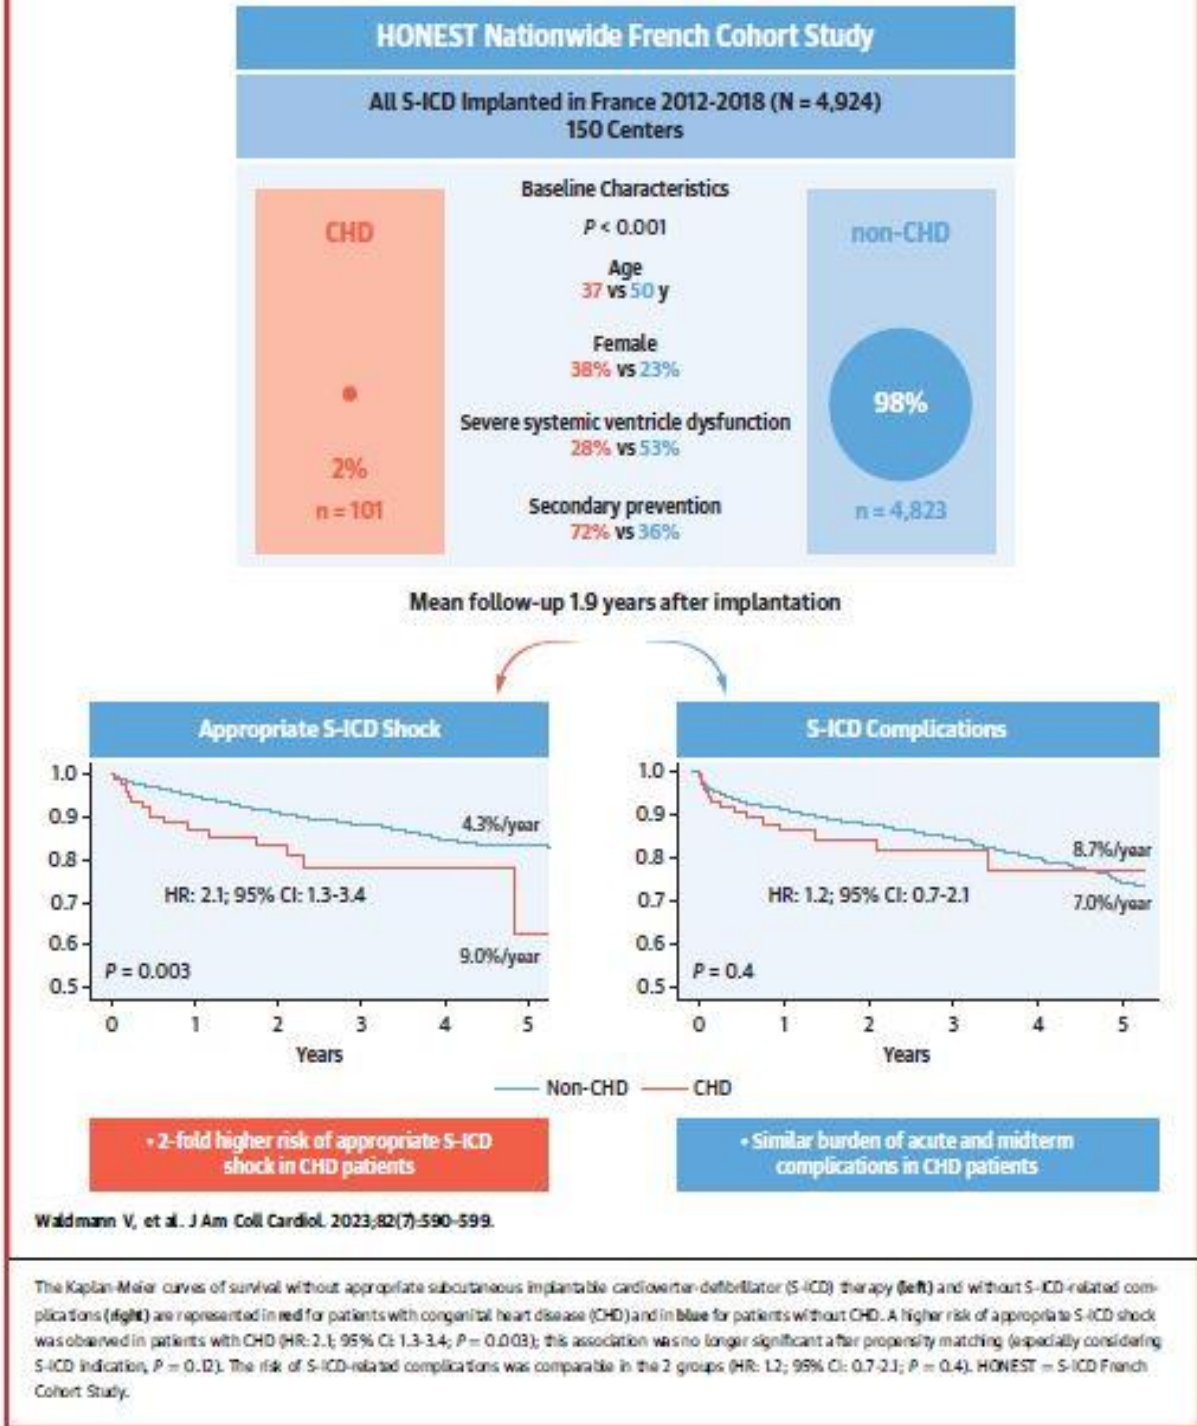 HONEST Nationwide French Cohort Study
All S-ICD Implanted in France 2012-2018 (N = 4,924)
150 Centers
Baseline Characteristics
P < 0.001
CHD
non-CHD
Age
37 vs 50 y
Female
38% vs 23%
98%
Severe systemic ventricle dysfunction
28% vs 53%
2%
n = 101
Secondary prevention
72% vs 36%
n = 4,823
Mean follow-up 1.9 years after implantation
Appropriate S-ICD Shock
1.0
0.9
0.8
0.7
0.6
0.5
4.3%/year
HR: 2.1; 95% CI: 1.3-3.4
9.0%/year
P = 0.003
0 1 2 3 4 5
Years
S-ICD Complications
1.0
0.9
0.8
0.7
0.6
0.5
8.7%/year
HR: 1.2; 95% CI: 0.7-2.1
7.0%/year
P = 0.4
0 1 2 3 4 5
Years
Non-CHD CHD
• 2-fold higher risk of appropriate S-ICD
shock in CHD patients
• Similar burden of acute and midterm
complications in CHD patients
Waldmann V, et al. J Am Coll Cardiol. 2023;82(7):590-599.
The Kaplan-Meier curves of survival without appropriate subcutaneous implantable cardioverter-defibrillator (S-ICD) therapy (left) and without S-ICD-related com-
plications (right) are represented in red for patients with congenital heart disease (CHD) and in blue for patients without CHD. A higher risk of appropriate S-ICD shock
was observed in patients with CHD (HR: 2.1; 95% CI: 1.3-3.4; P = 0.003); this association was no longer significant after propensity matching (especially considering
S-ICD indication, P = 0.12). The risk of S-ICD-related complications was comparable in the 2 groups (HR: 1.2; 95% CI: 0.7-2.1; P = 0.4). HONEST = S-ICD French
Cohort Study.